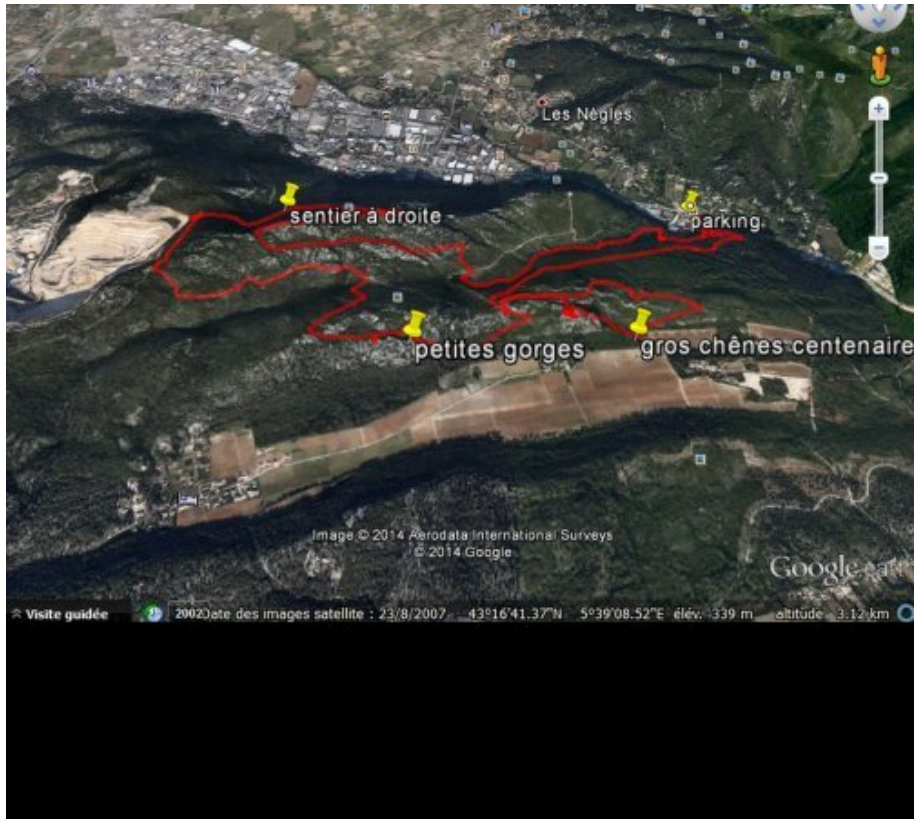 Les Nègles
sentier à droite
parking
petites gorges
gros chênes centenaire
Image © 2014 Aerodata International Surveys
© 2014 Google
Google earth
Visite guidée
2002
Date des images satellite : 23/8/2007 43°16'41.37"N 5°39'08.52"E élév. 339 m altitude 3.12 km